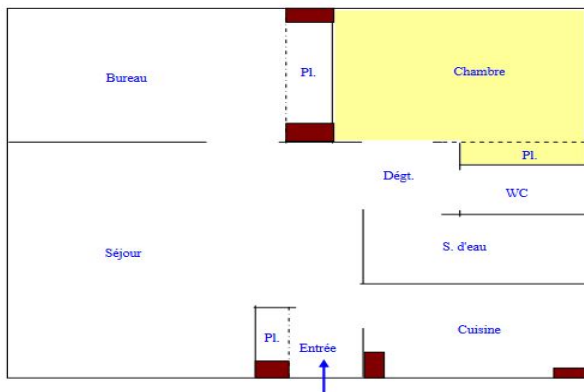 Bureau
Pl.
Chambre
Pl.
Dégt.
WC
S. d'eau
Séjour
Pl.
Entrée
Cuisine